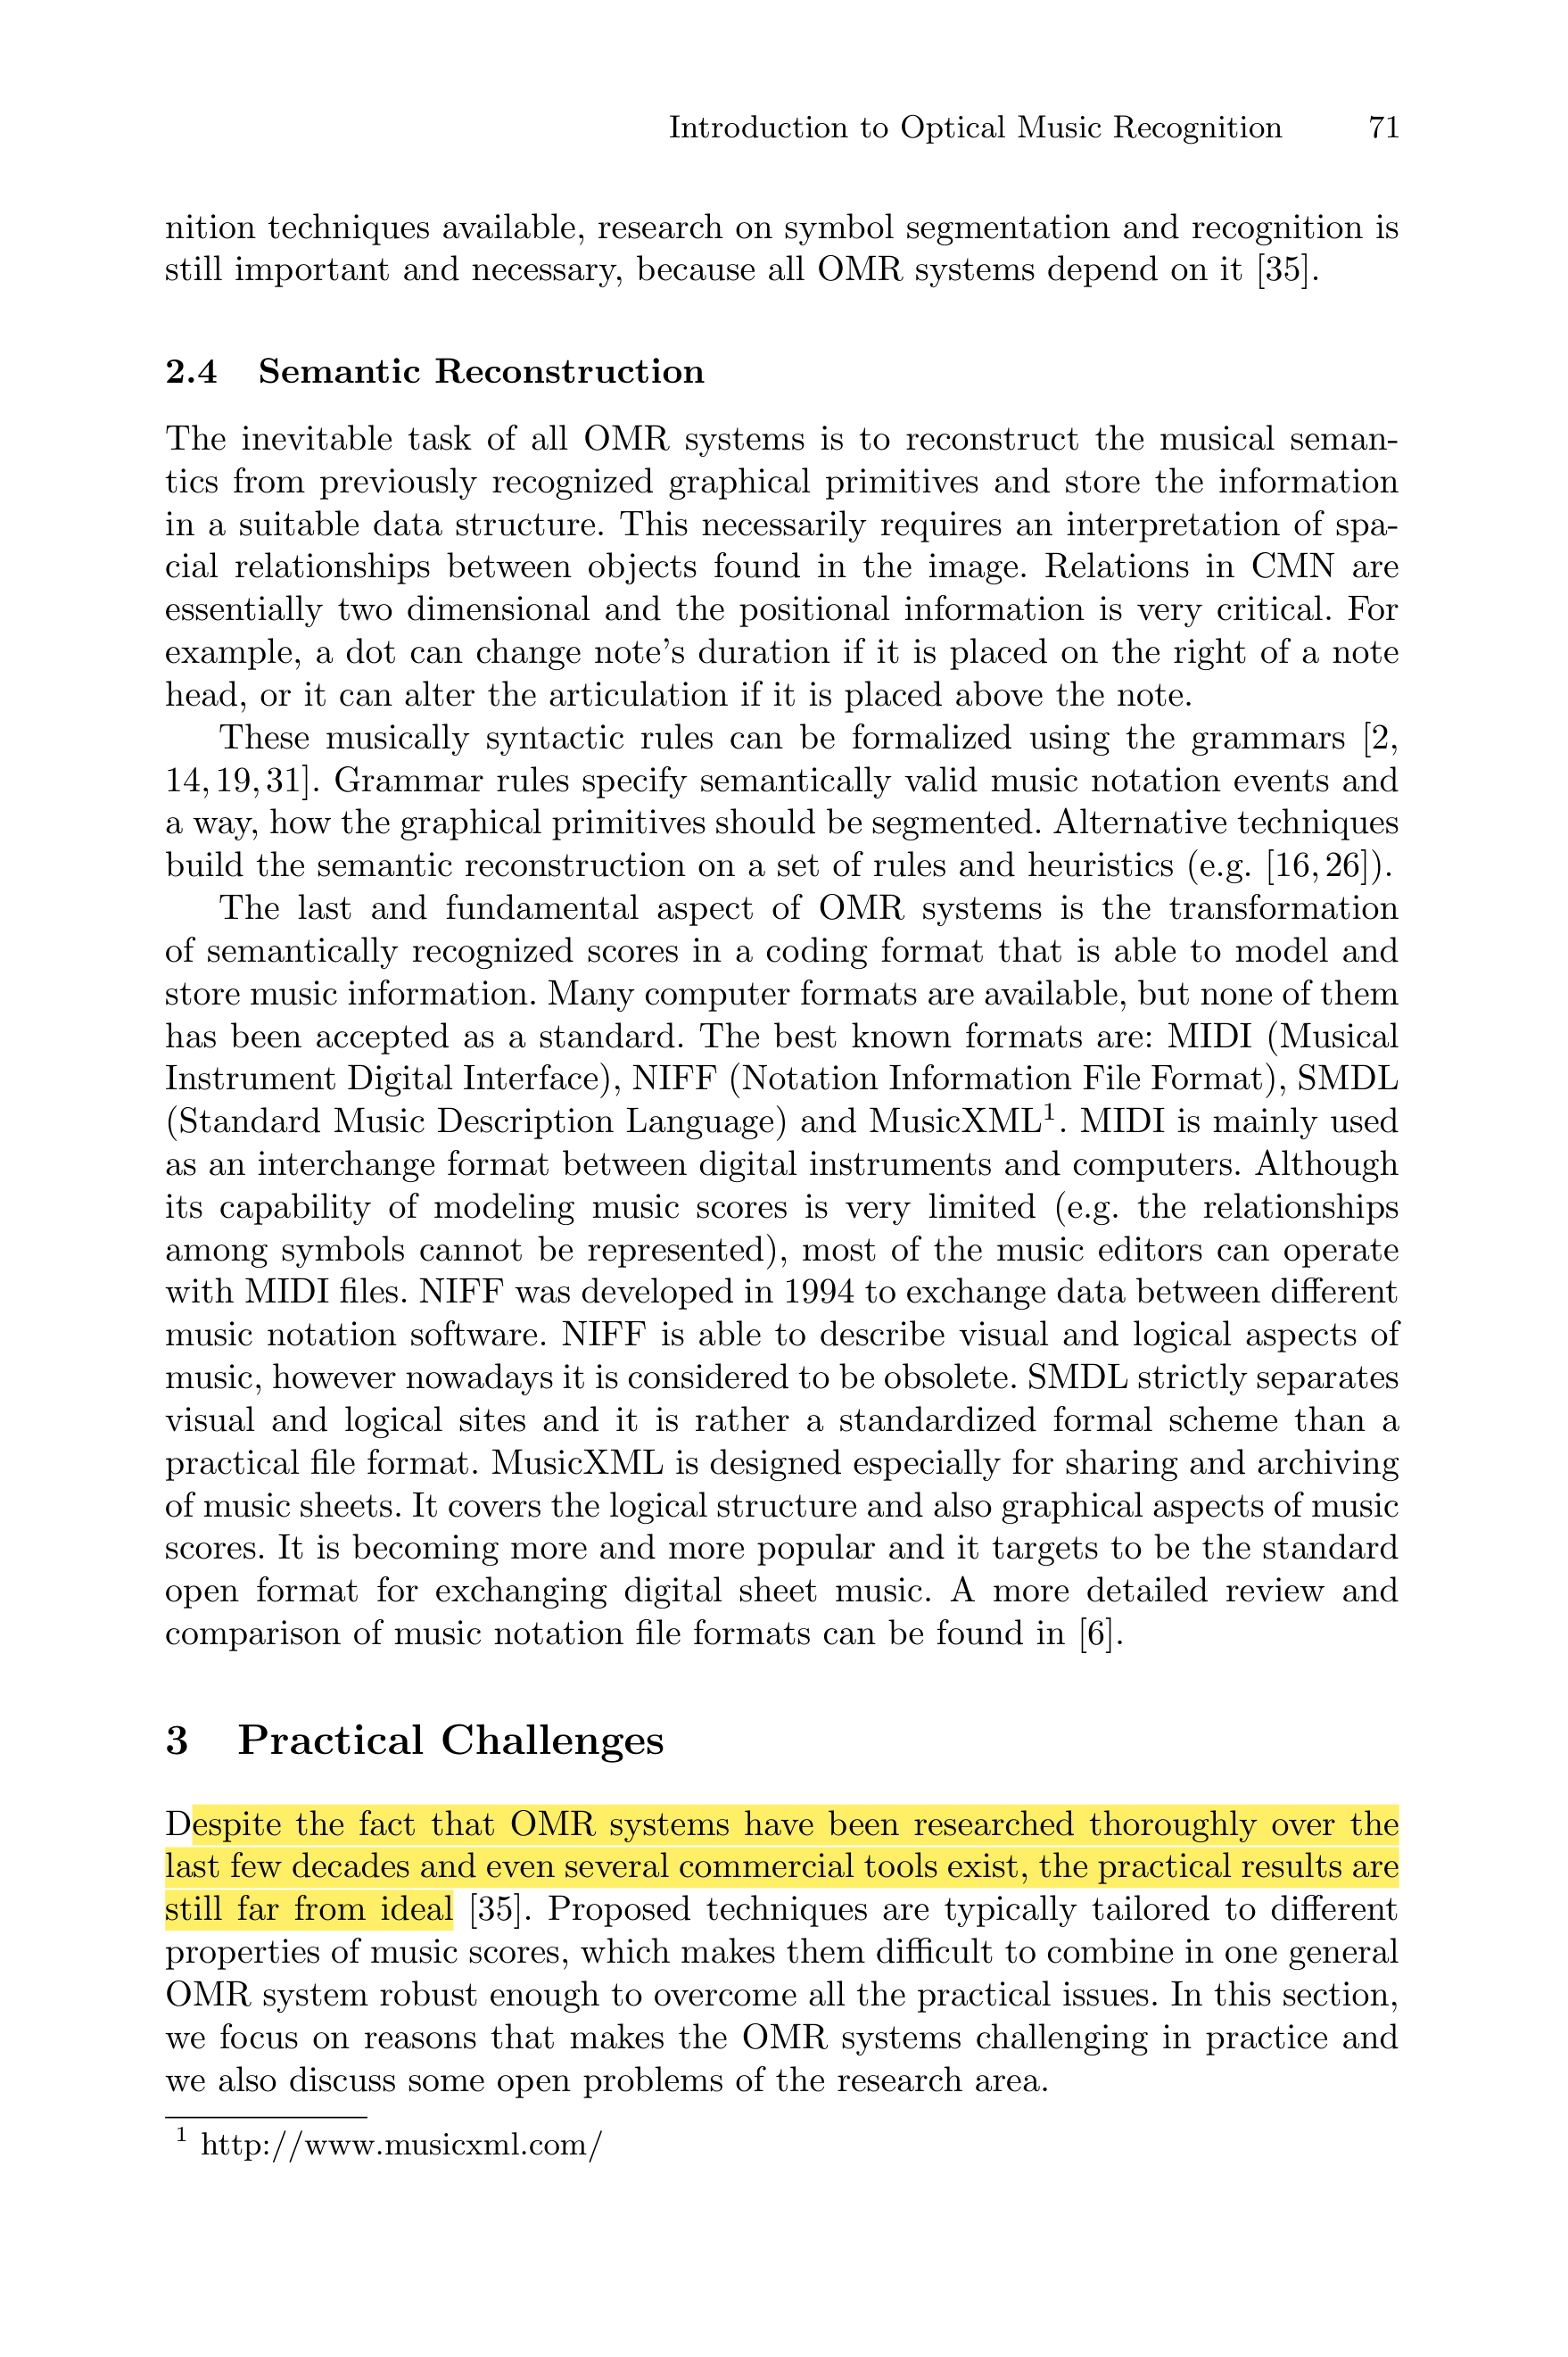 Introduction to Optical Music Recognition 71
nition techniques available, research on symbol segmentation and recognition is
still important and necessary, because all OMR systems depend on it [35].
2.4 Semantic Reconstruction
The inevitable task of all OMR systems is to reconstruct the musical seman-
tics from previously recognized graphical primitives and store the information
in a suitable data structure. This necessarily requires an interpretation of spa-
cial relationships between objects found in the image. Relations in CMN are
essentially two dimensional and the positional information is very critical. For
example, a dot can change note’s duration if it is placed on the right of a note
head, or it can alter the articulation if it is placed above the note.
These musically syntactic rules can be formalized using the grammars [2,
14, 19, 31]. Grammar rules specify semantically valid music notation events and
a way, how the graphical primitives should be segmented. Alternative techniques
build the semantic reconstruction on a set of rules and heuristics (e.g. [16, 26]).
The last and fundamental aspect of OMR systems is the transformation
of semantically recognized scores in a coding format that is able to model and
store music information. Many computer formats are available, but none of them
has been accepted as a standard. The best known formats are: MIDI (Musical
Instrument Digital Interface), NIFF (Notation Information File Format), SMDL
(Standard Music Description Language) and MusicXML¹. MIDI is mainly used
as an interchange format between digital instruments and computers. Although
its capability of modeling music scores is very limited (e.g. the relationships
among symbols cannot be represented), most of the music editors can operate
with MIDI files. NIFF was developed in 1994 to exchange data between different
music notation software. NIFF is able to describe visual and logical aspects of
music, however nowadays it is considered to be obsolete. SMDL strictly separates
visual and logical sites and it is rather a standardized formal scheme than a
practical file format. MusicXML is designed especially for sharing and archiving
of music sheets. It covers the logical structure and also graphical aspects of music
scores. It is becoming more and more popular and it targets to be the standard
open format for exchanging digital sheet music. A more detailed review and
comparison of music notation file formats can be found in [6].
3 Practical Challenges
Despite the fact that OMR systems have been researched thoroughly over the
last few decades and even several commercial tools exist, the practical results are
still far from ideal [35]. Proposed techniques are typically tailored to different
properties of music scores, which makes them difficult to combine in one general
OMR system robust enough to overcome all the practical issues. In this section,
we focus on reasons that makes the OMR systems challenging in practice and
we also discuss some open problems of the research area.
¹ http://www.musicxml.com/